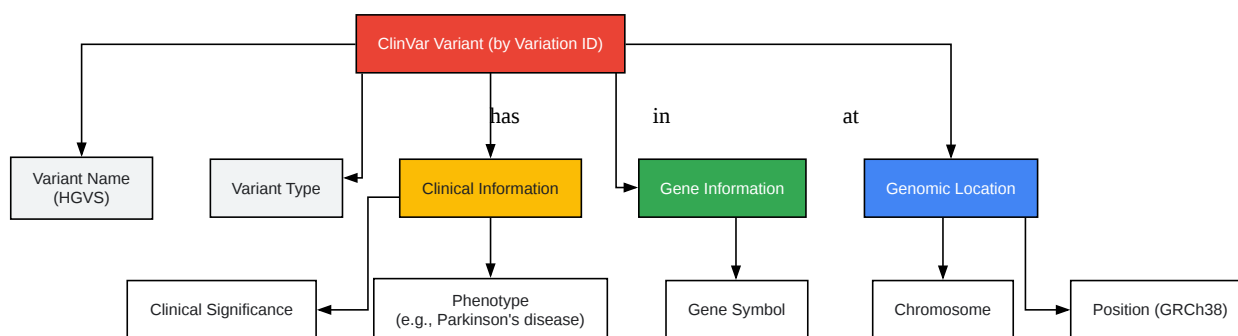 ClinVar Variant (by Variation ID)
has
in
at
Variant Name
(HGVS)
Variant Type
Clinical Information
Gene Information
Genomic Location
Clinical Significance
Phenotype
(e.g., Parkinson's disease)
Gene Symbol
Chromosome
Position (GRCh38)